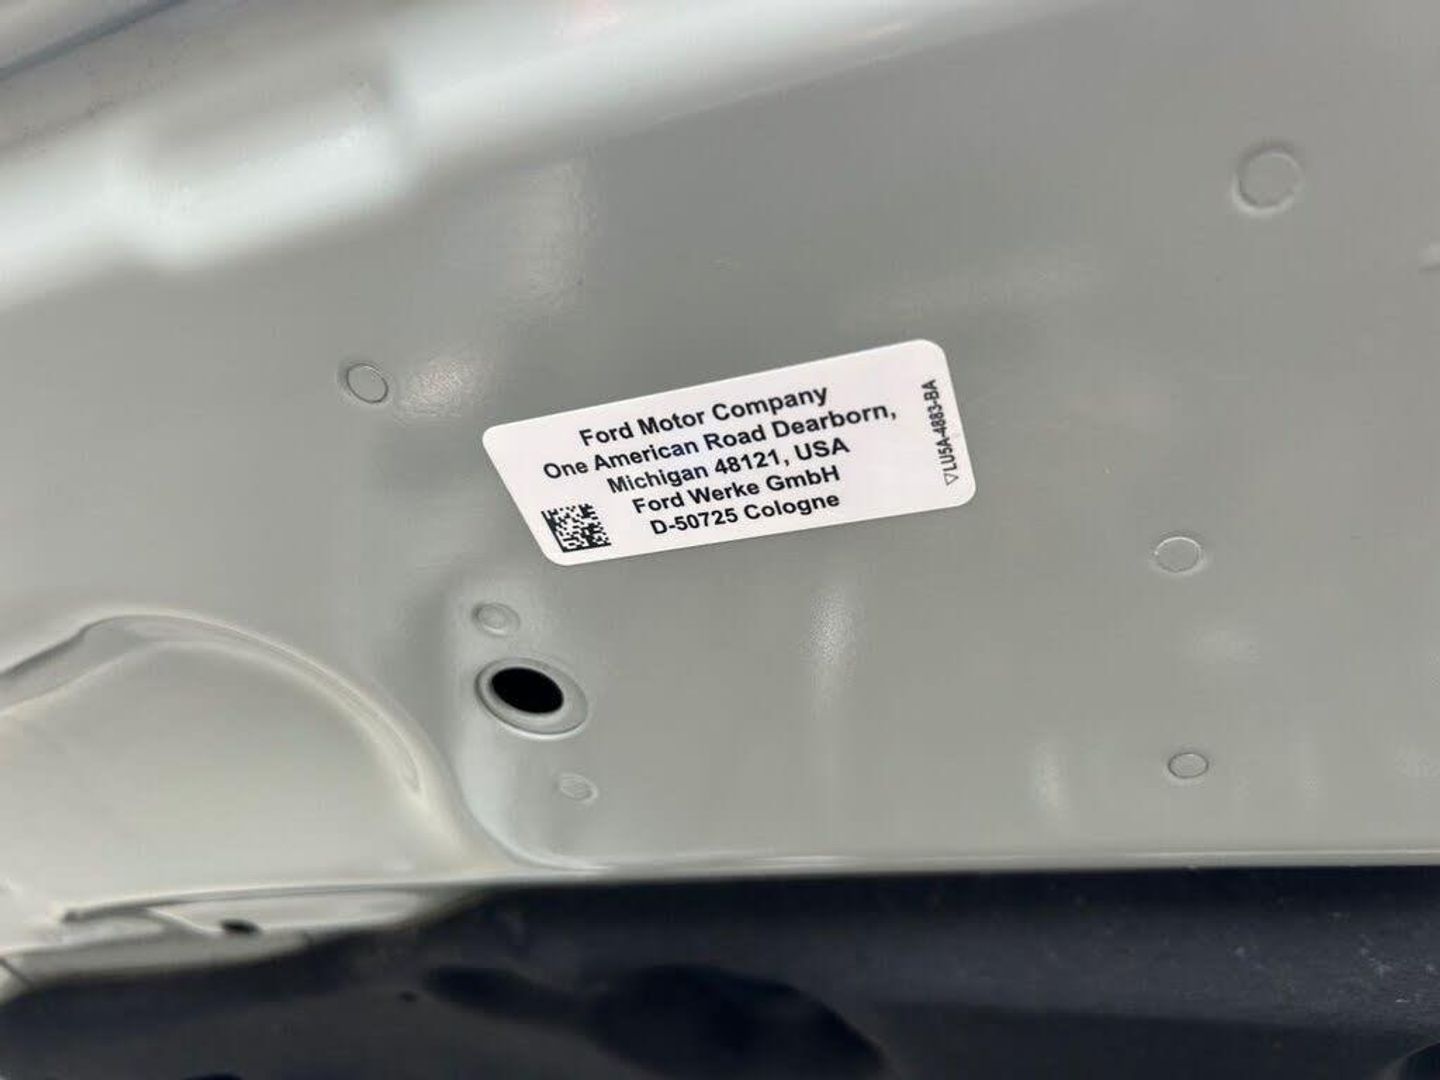 Ford Motor Company
One American Road Dearborn,
Michigan 48121, USA
Ford Werke GmbH
D-50725 Cologne
LU5A-4883-BA